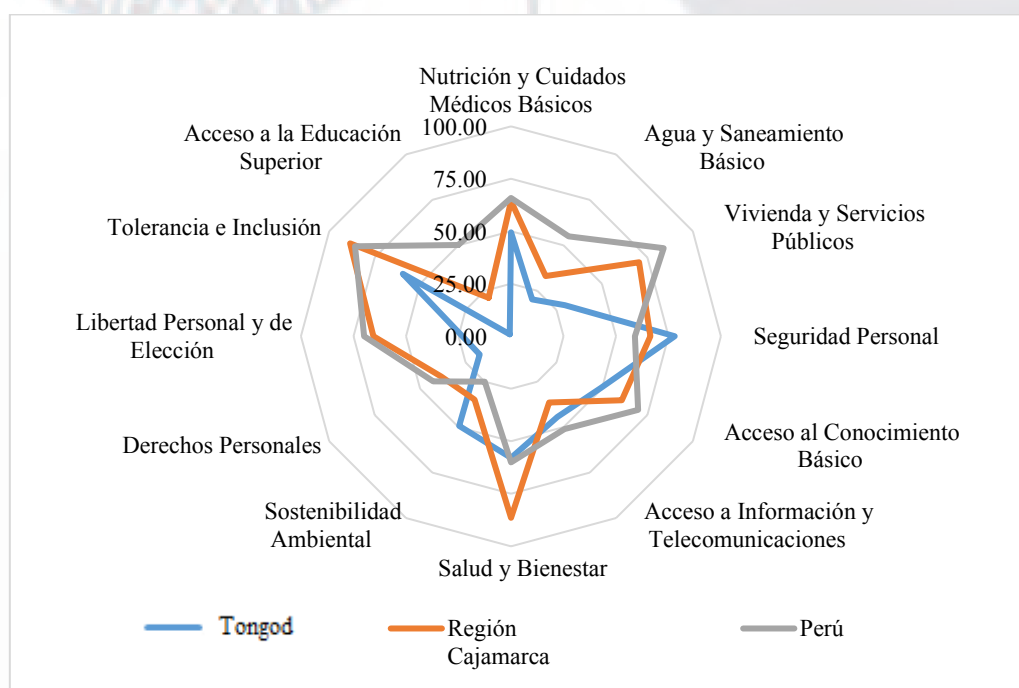 Nutrición y Cuidados
Médicos Básicos
Acceso a la Educación
Superior
100.00
Agua y Saneamiento
Básico
75.00
Tolerancia e Inclusión
50.00
Vivienda y Servicios
Públicos
25.00
Libertad Personal y de
Elección
0.00
Seguridad Personal
Derechos Personales
Acceso al Conocimiento
Básico
Sostenibilidad
Ambiental
Acceso a Información y
Telecomunicaciones
Salud y Bienestar
Tongod
Región
Cajamarca
Perú